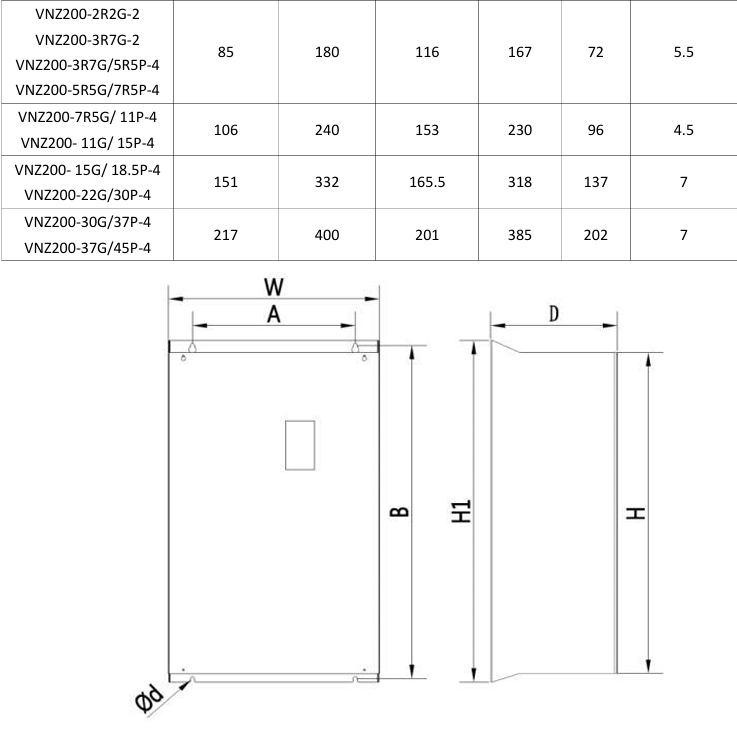 VNZ200-2R2G-2
VNZ200-3R7G-2
VNZ200-3R7G/5R5P-4
VNZ200-5R5G/7R5P-4
85 180 116 167 72 5.5
VNZ200-7R5G/ 11P-4
VNZ200- 11G/ 15P-4
106 240 153 230 96 4.5
VNZ200- 15G/ 18.5P-4
VNZ200-22G/30P-4
151 332 165.5 318 137 7
VNZ200-30G/37P-4
VNZ200-37G/45P-4
217 400 201 385 202 7
W
A
D
B
H1
H
Ød